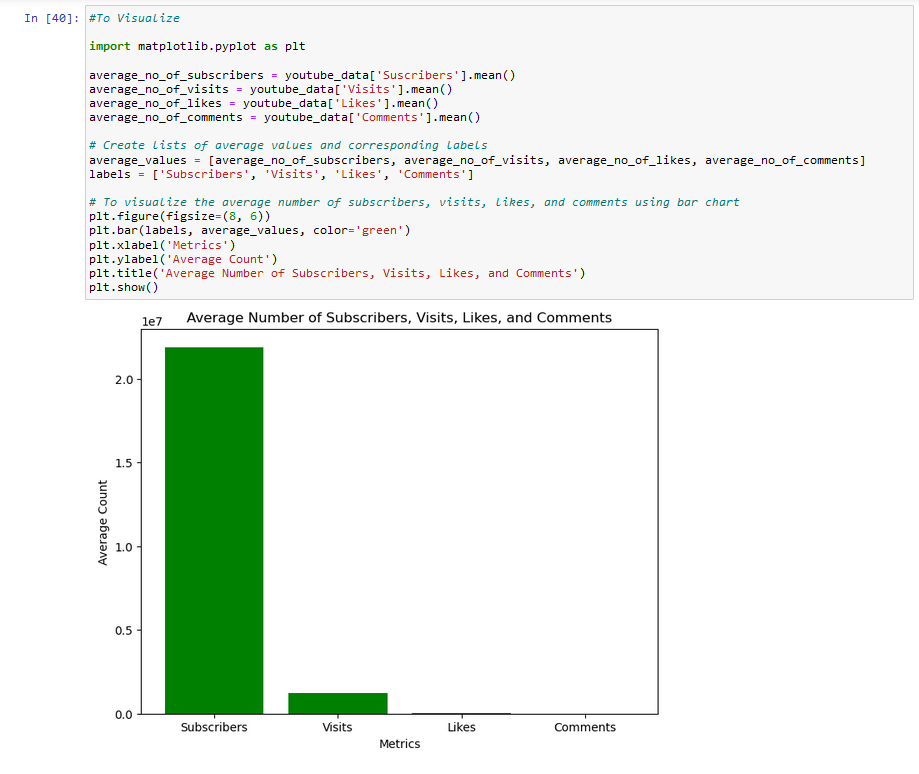 In [40]: #To Visualize
import matplotlib.pyplot as plt
average_no_of_subscribers = youtube_data['Suscribers'].mean()
average_no_of_visits = youtube_data['Visits'].mean()
average_no_of_likes = youtube_data['Likes'].mean()
average_no_of_comments = youtube_data['Comments'].mean()
# Create lists of average values and corresponding labels
average_values = [average_no_of_subscribers, average_no_of_visits, average_no_of_likes, average_no_of_comments]
labels = ['Subscribers', 'Visits', 'Likes', 'Comments']
# To visualize the average number of subscribers, visits, likes, and comments using bar chart
plt.figure(figsize=(8, 6))
plt.bar(labels, average_values, color='green')
plt.xlabel('Metrics')
plt.ylabel('Average Count')
plt.title('Average Number of Subscribers, Visits, Likes, and Comments')
plt.show()
1e7
Average Number of Subscribers, Visits, Likes, and Comments
2.0
1.5
1.0
0.5
0.0
Average Count
Subscribers Visits Likes Comments
Metrics